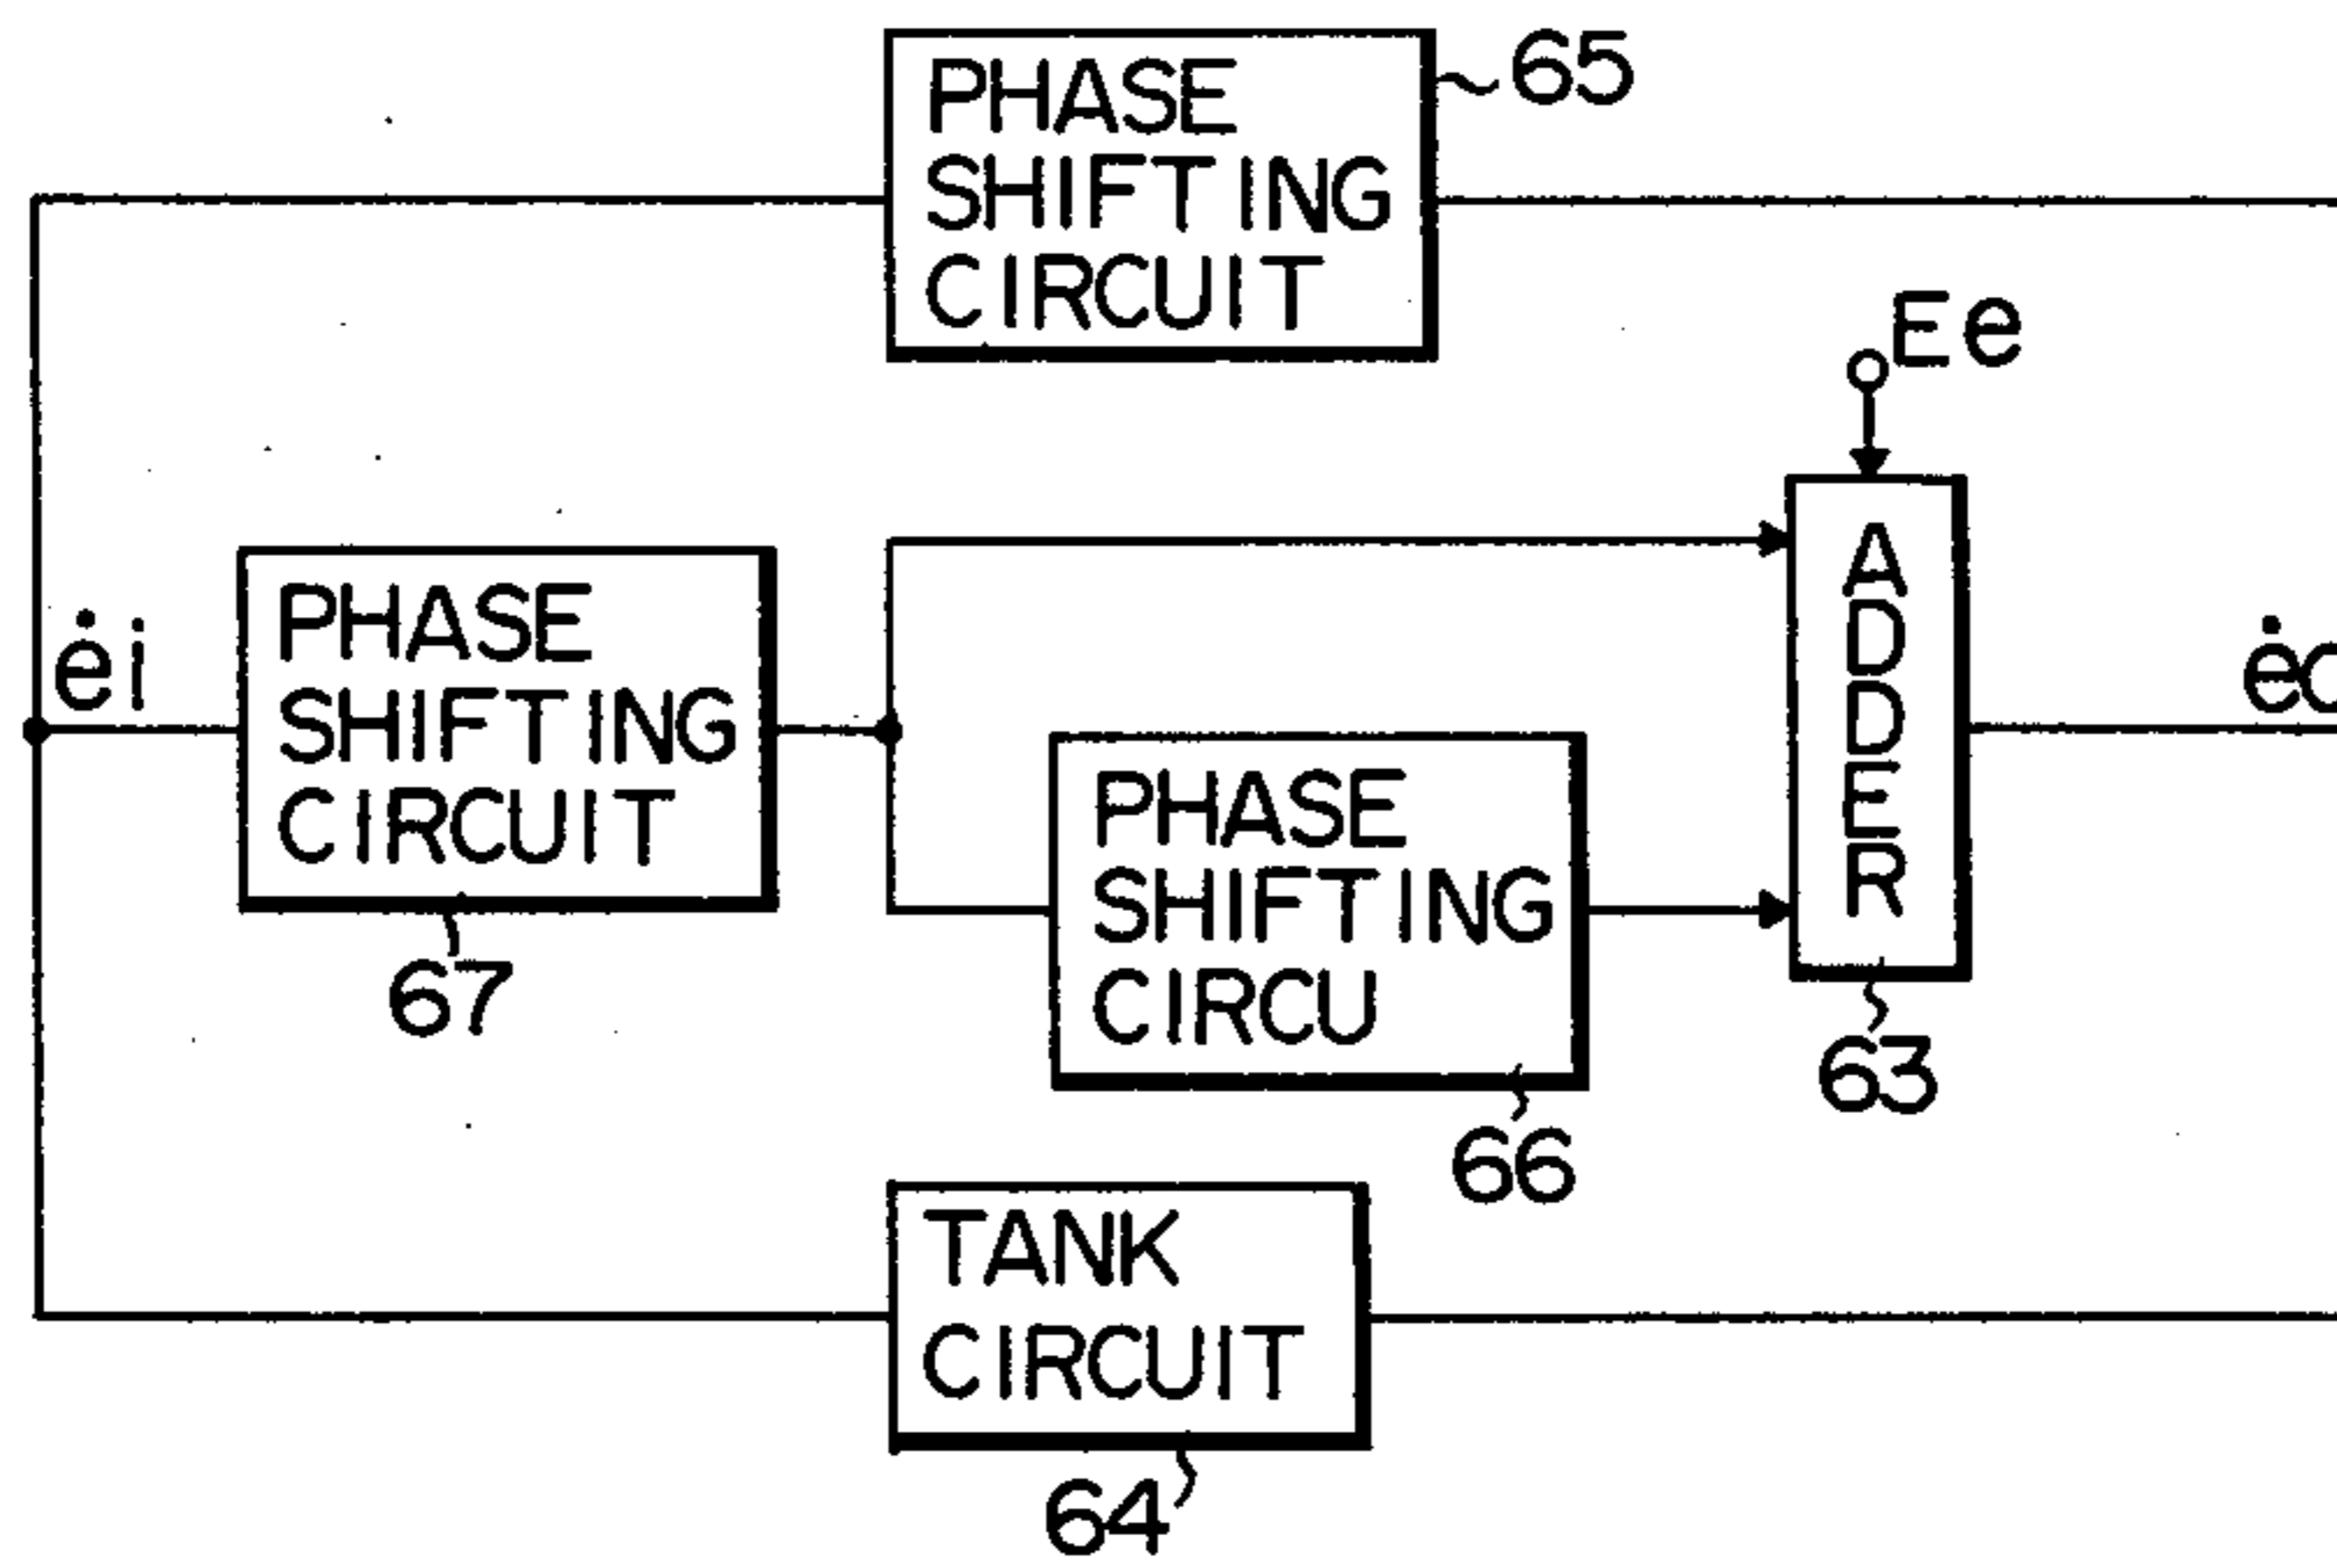 PHASE
SHIFTING
CIRCUIT
65
Ee
ėi
PHASE
SHIFTING
CIRCUIT
67
PHASE
SHIFTING
CIRCU
66
ADDER
63
TANK
CIRCUIT
64